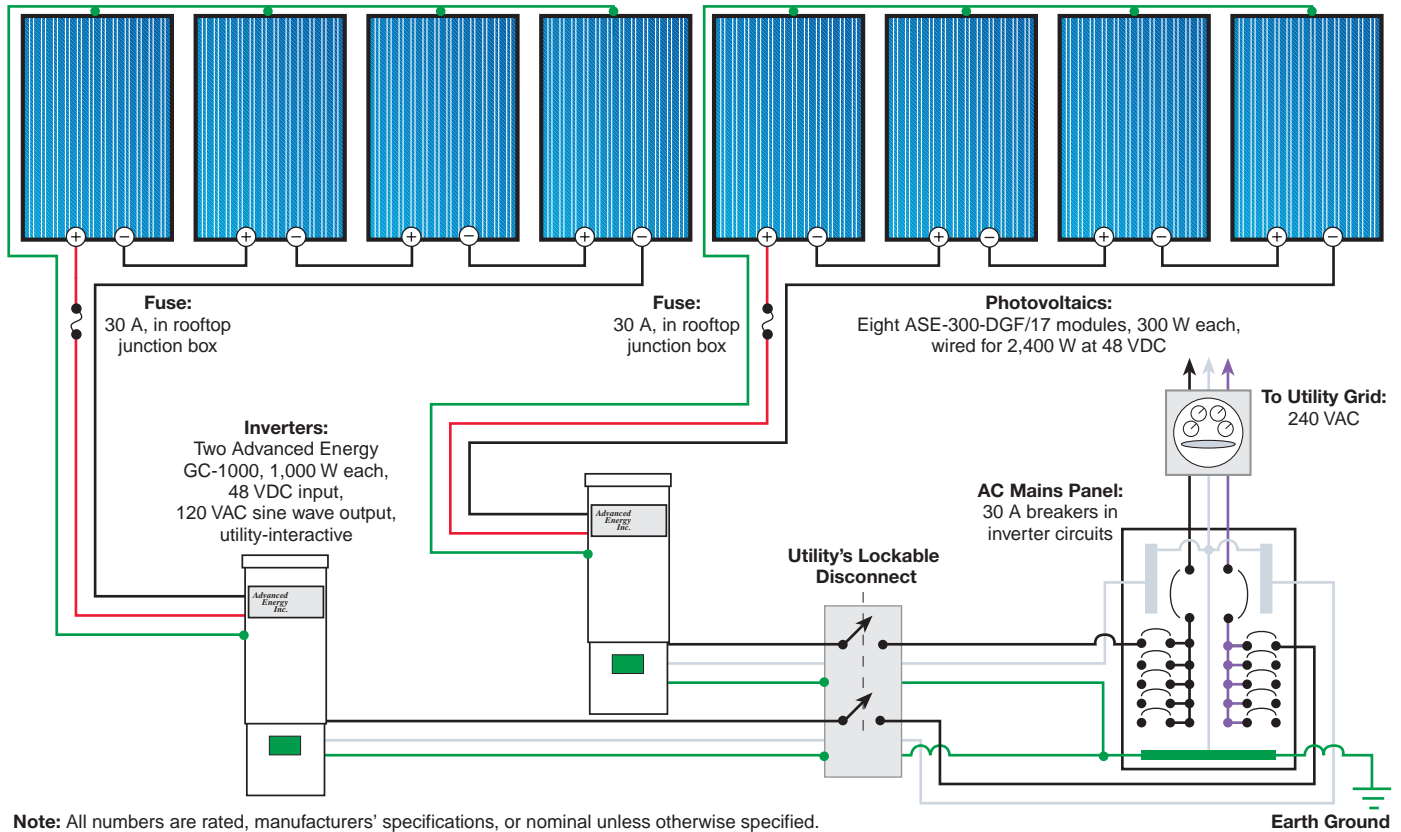 +
−
+
−
+
−
+
−
+
−
+
−
+
−
+
−
Fuse:
30 A, in rooftop
junction box
Fuse:
30 A, in rooftop
junction box
Photovoltaics:
Eight ASE-300-DGF/17 modules, 300 W each,
wired for 2,400 W at 48 VDC
To Utility Grid:
240 VAC
Inverters:
Two Advanced Energy
GC-1000, 1,000 W each,
48 VDC input,
120 VAC sine wave output,
utility-interactive
Advanced
Energy
Inc.
AC Mains Panel:
30 A breakers in
inverter circuits
Utility's Lockable
Disconnect
Advanced
Energy
Inc.
Note: All numbers are rated, manufacturers' specifications, or nominal unless otherwise specified.
Earth Ground